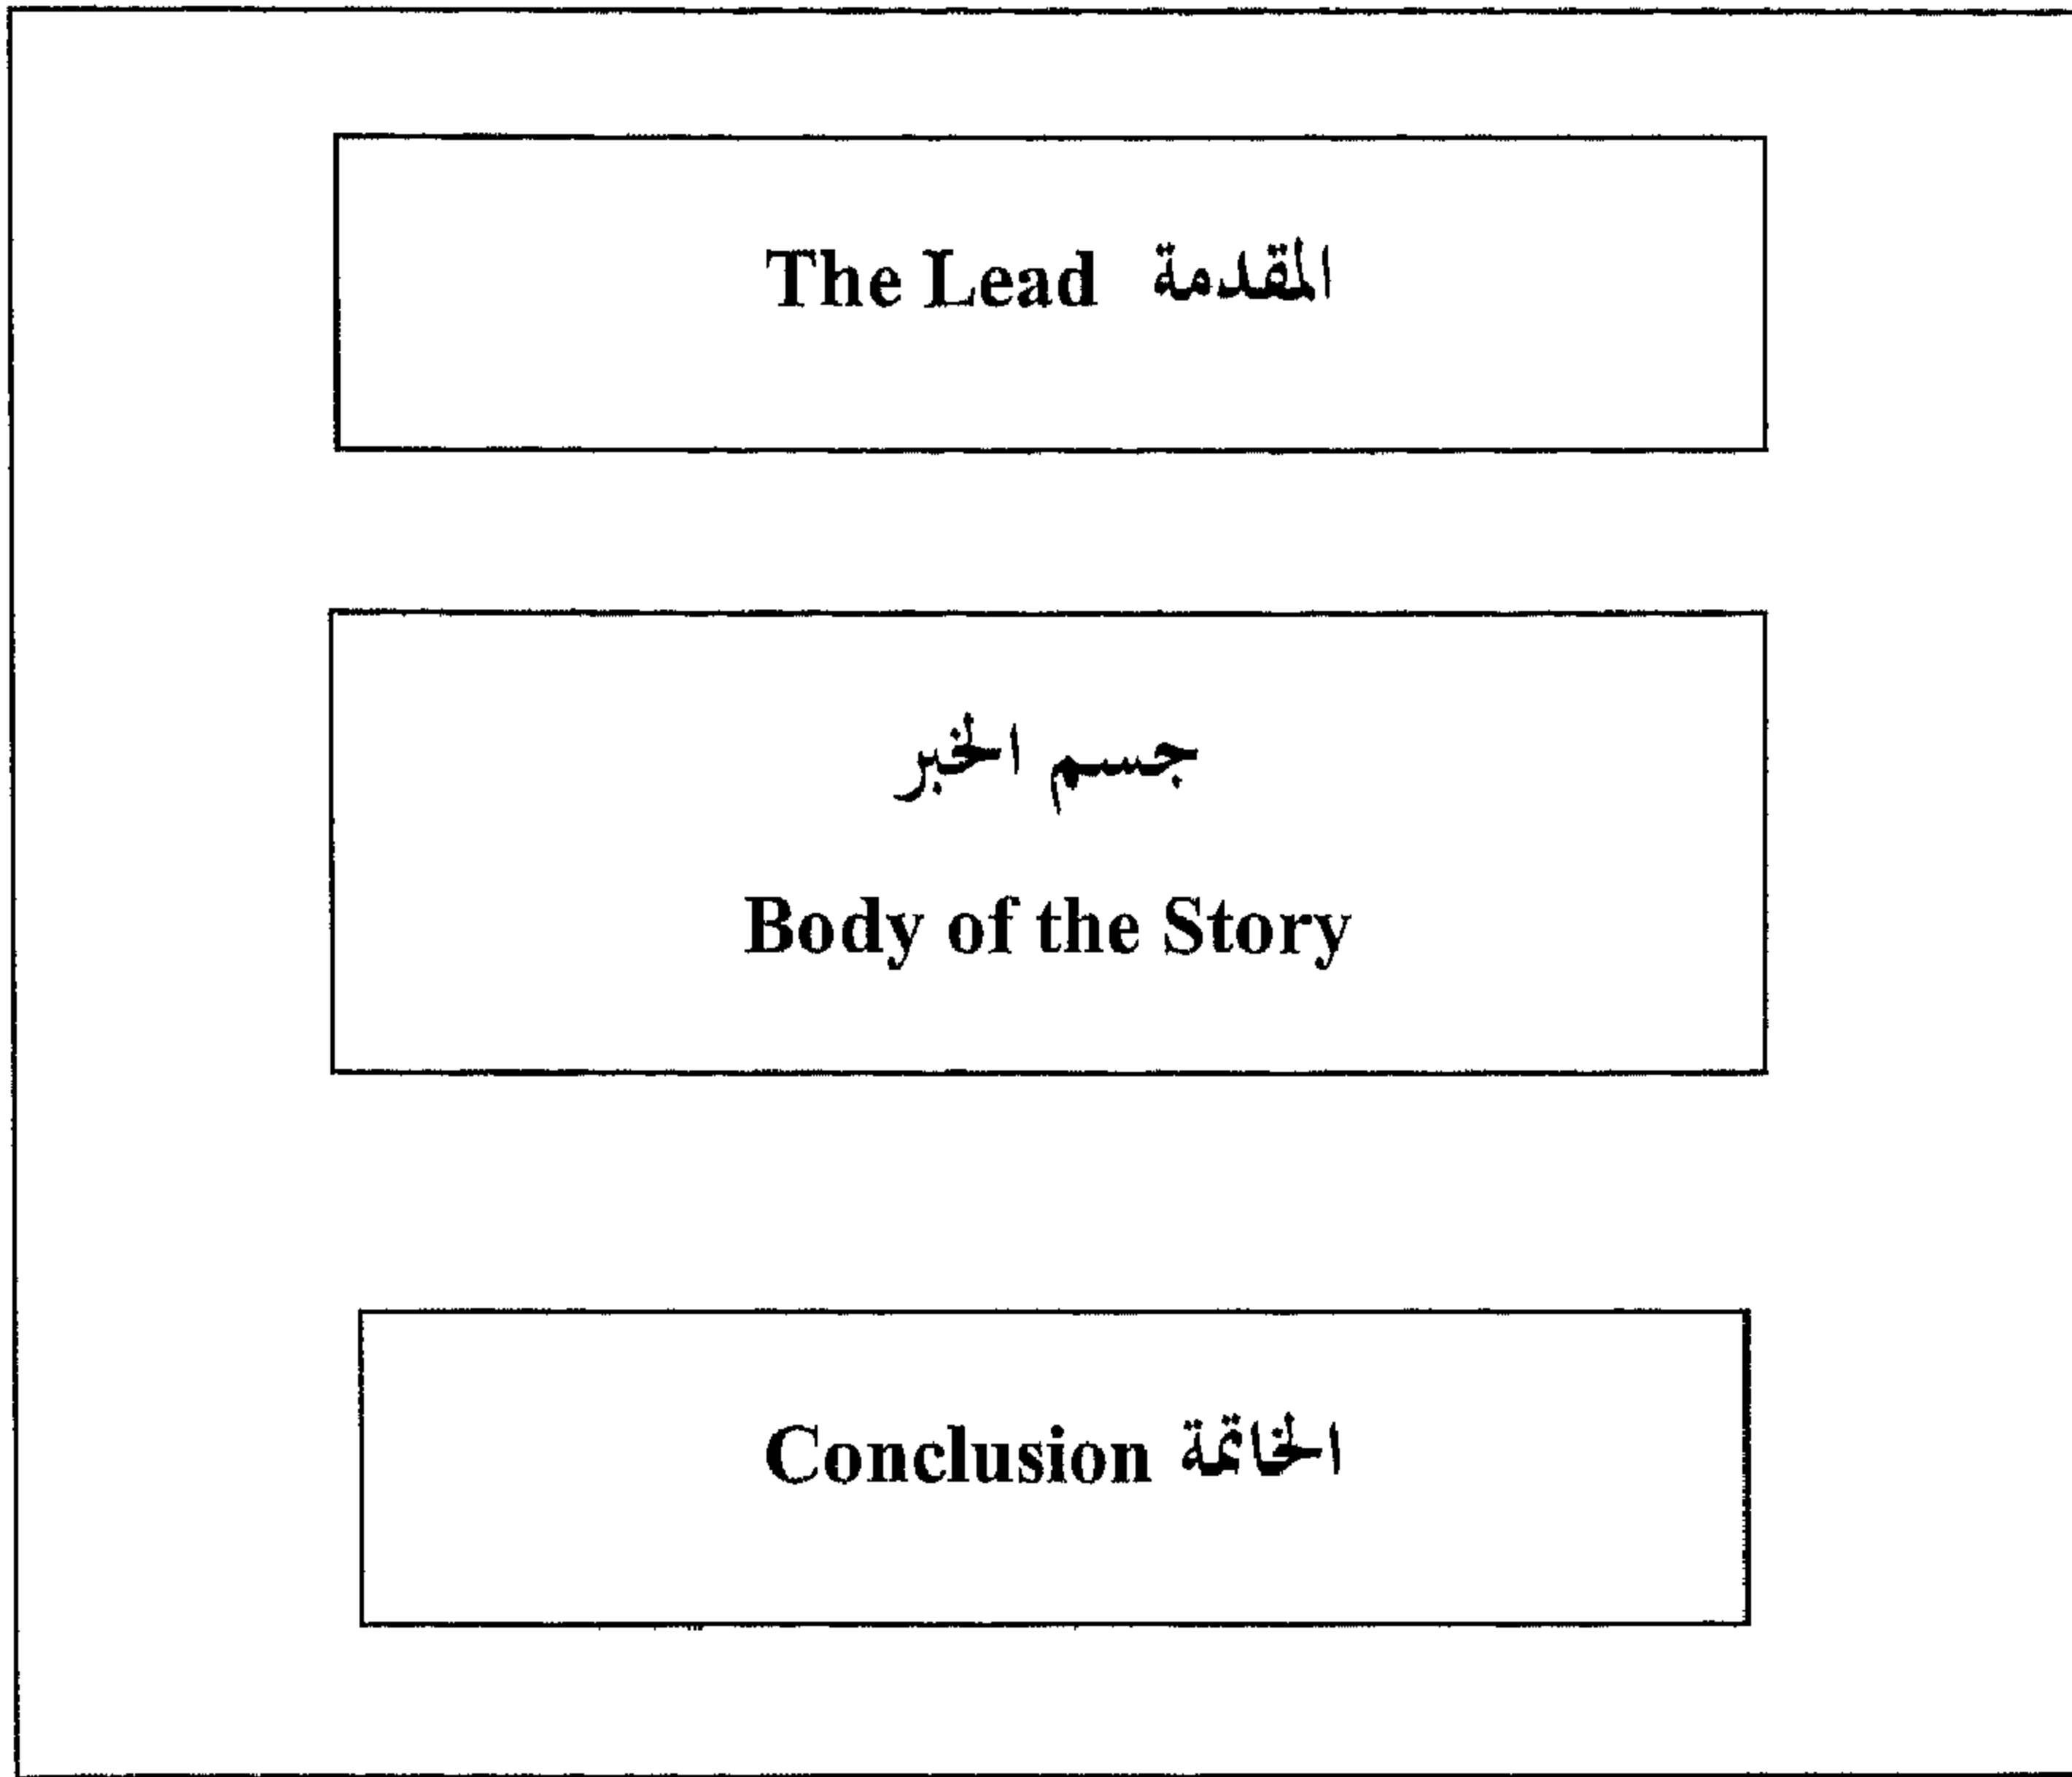 The Lead المقدمة
جسم الخبر
Body of the Story
Conclusion الخاتمة